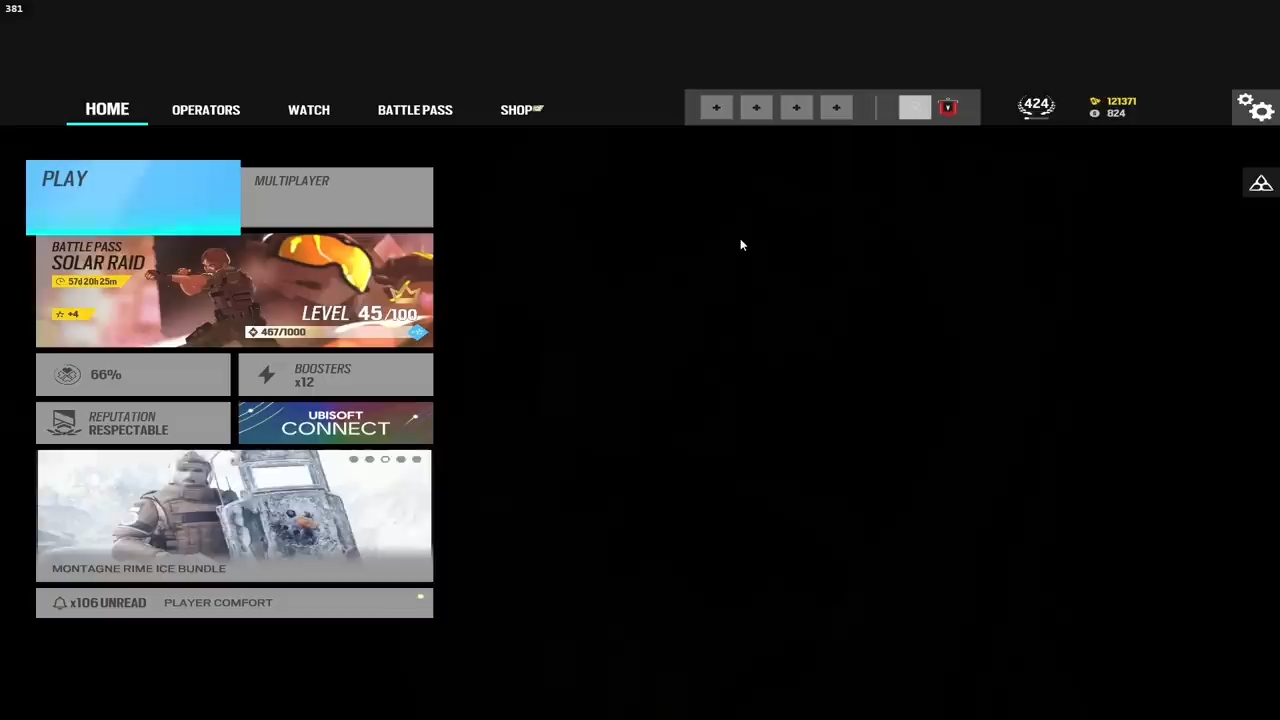 381
HOME OPERATORS WATCH BATTLE PASS SHOP
+ + + +
424
121371
824
PLAY
MULTIPLAYER
BATTLE PASS
SOLAR RAID
57d 20h 25m
+4
LEVEL 45/100
467/1000
66%
BOOSTERS
x12
REPUTATION
RESPECTABLE
UBISOFT
CONNECT
MONTAGNE RIME ICE BUNDLE
x106 UNREAD PLAYER COMFORT